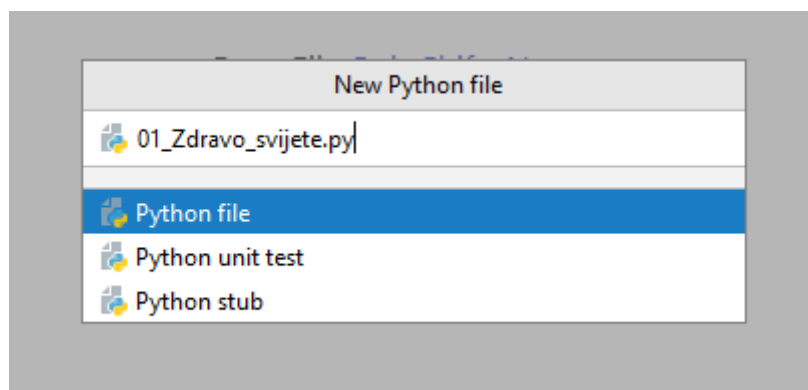 New Python file
01_Zdravo_svijete.py
Python file
Python unit test
Python stub